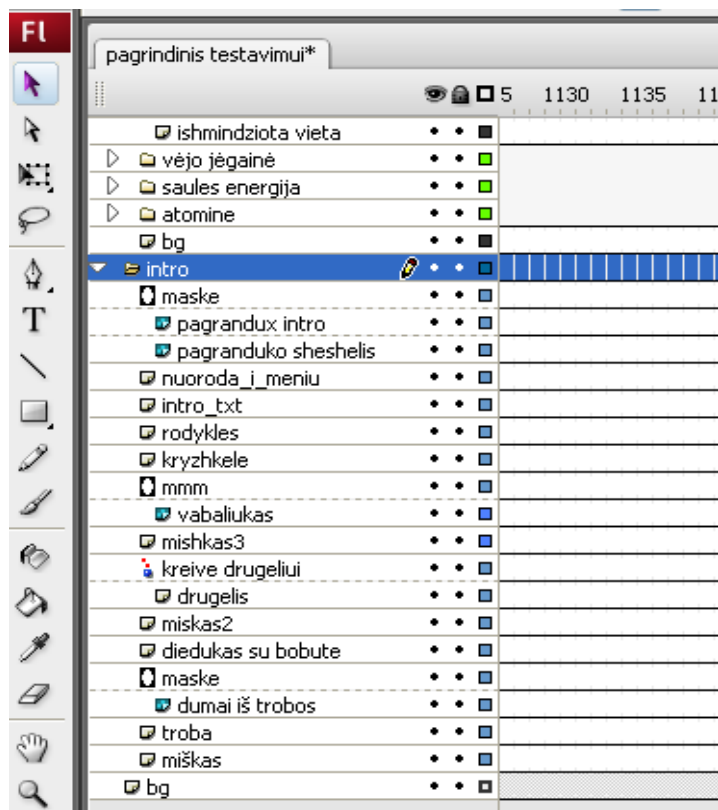 Fl
pagrindinis testavimui*
5 1130 1135 11
ishmindziota vieta
vėjo jėgainė
saules energija
atomine
bg
intro
maske
pagrandux intro
pagranduko sheshelis
nuoroda_i_meniu
intro_txt
rodykles
kryzhkele
mmm
vabaliukas
mishkas3
kreive drugeliui
drugelis
miskas2
diedukas su bobute
maske
dumai iš trobos
troba
miškas
bg
T